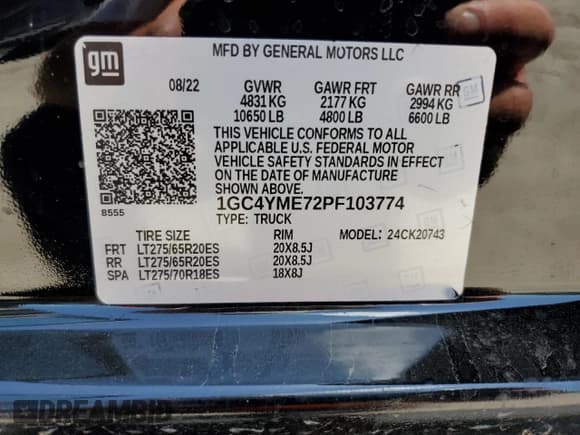 gm
MFD BY GENERAL MOTORS LLC
08/22 GVWR GAWR FRT GAWR RR
4831 KG 2177 KG 2994 KG
10650 LB 4800 LB 6600 LB
THIS VEHICLE CONFORMS TO ALL
APPLICABLE U.S. FEDERAL MOTOR
VEHICLE SAFETY STANDARDS IN EFFECT
ON THE DATE OF MANUFACTURE
SHOWN ABOVE.
8555
1GC4YME72PF103774
TYPE: TRUCK
TIRE SIZE RIM MODEL: 24CK20743
FRT LT275/65R20ES 20X8.5J
RR LT275/65R20ES 20X8.5J
SPA LT275/70R18ES 18X8J
GM
DREAMBID